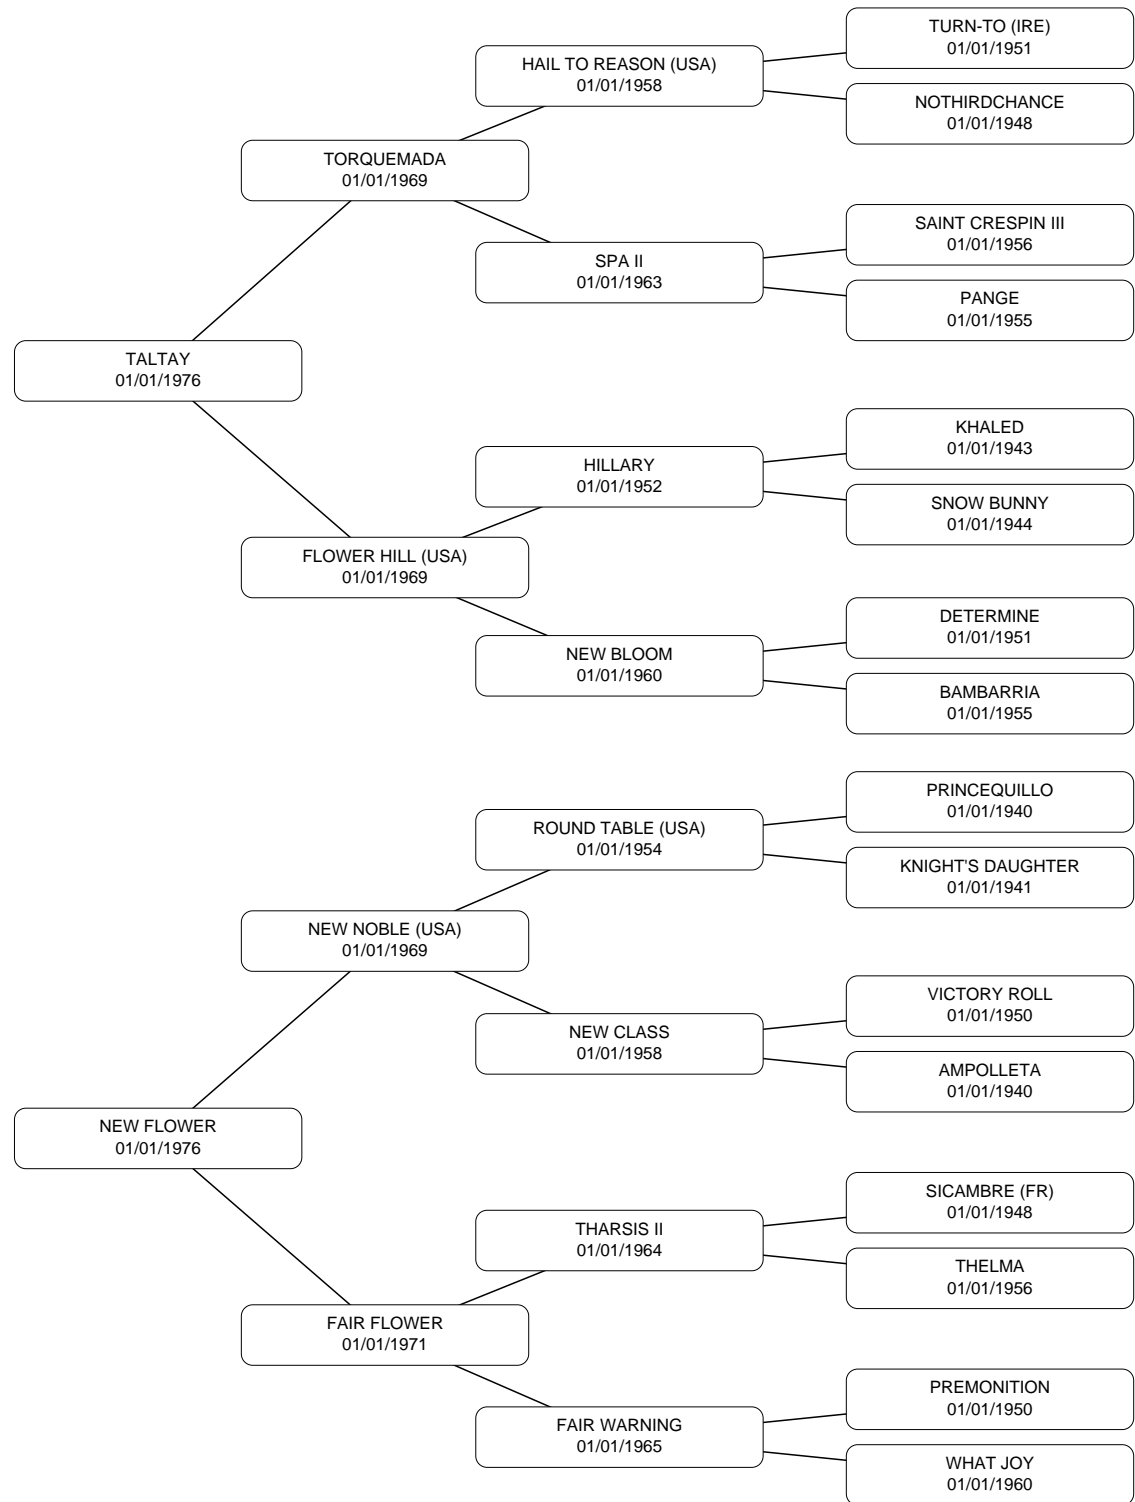 TURN-TO (IRE)
01/01/1951
HAIL TO REASON (USA)
01/01/1958
NOTHIRDCHANCE
01/01/1948
TORQUEMADA
01/01/1969
SAINT CRESPIN III
01/01/1956
SPA II
01/01/1963
PANGE
01/01/1955
TALTAY
01/01/1976
KHALED
01/01/1943
HILLARY
01/01/1952
SNOW BUNNY
01/01/1944
FLOWER HILL (USA)
01/01/1969
DETERMINE
01/01/1951
NEW BLOOM
01/01/1960
BAMBARRIA
01/01/1955
PRINCEQUILLO
01/01/1940
ROUND TABLE (USA)
01/01/1954
KNIGHT'S DAUGHTER
01/01/1941
NEW NOBLE (USA)
01/01/1969
VICTORY ROLL
01/01/1950
NEW CLASS
01/01/1958
AMPOLLETA
01/01/1940
NEW FLOWER
01/01/1976
SICAMBRE (FR)
01/01/1948
THARSIS II
01/01/1964
THELMA
01/01/1956
FAIR FLOWER
01/01/1971
PREMONITION
01/01/1950
FAIR WARNING
01/01/1965
WHAT JOY
01/01/1960